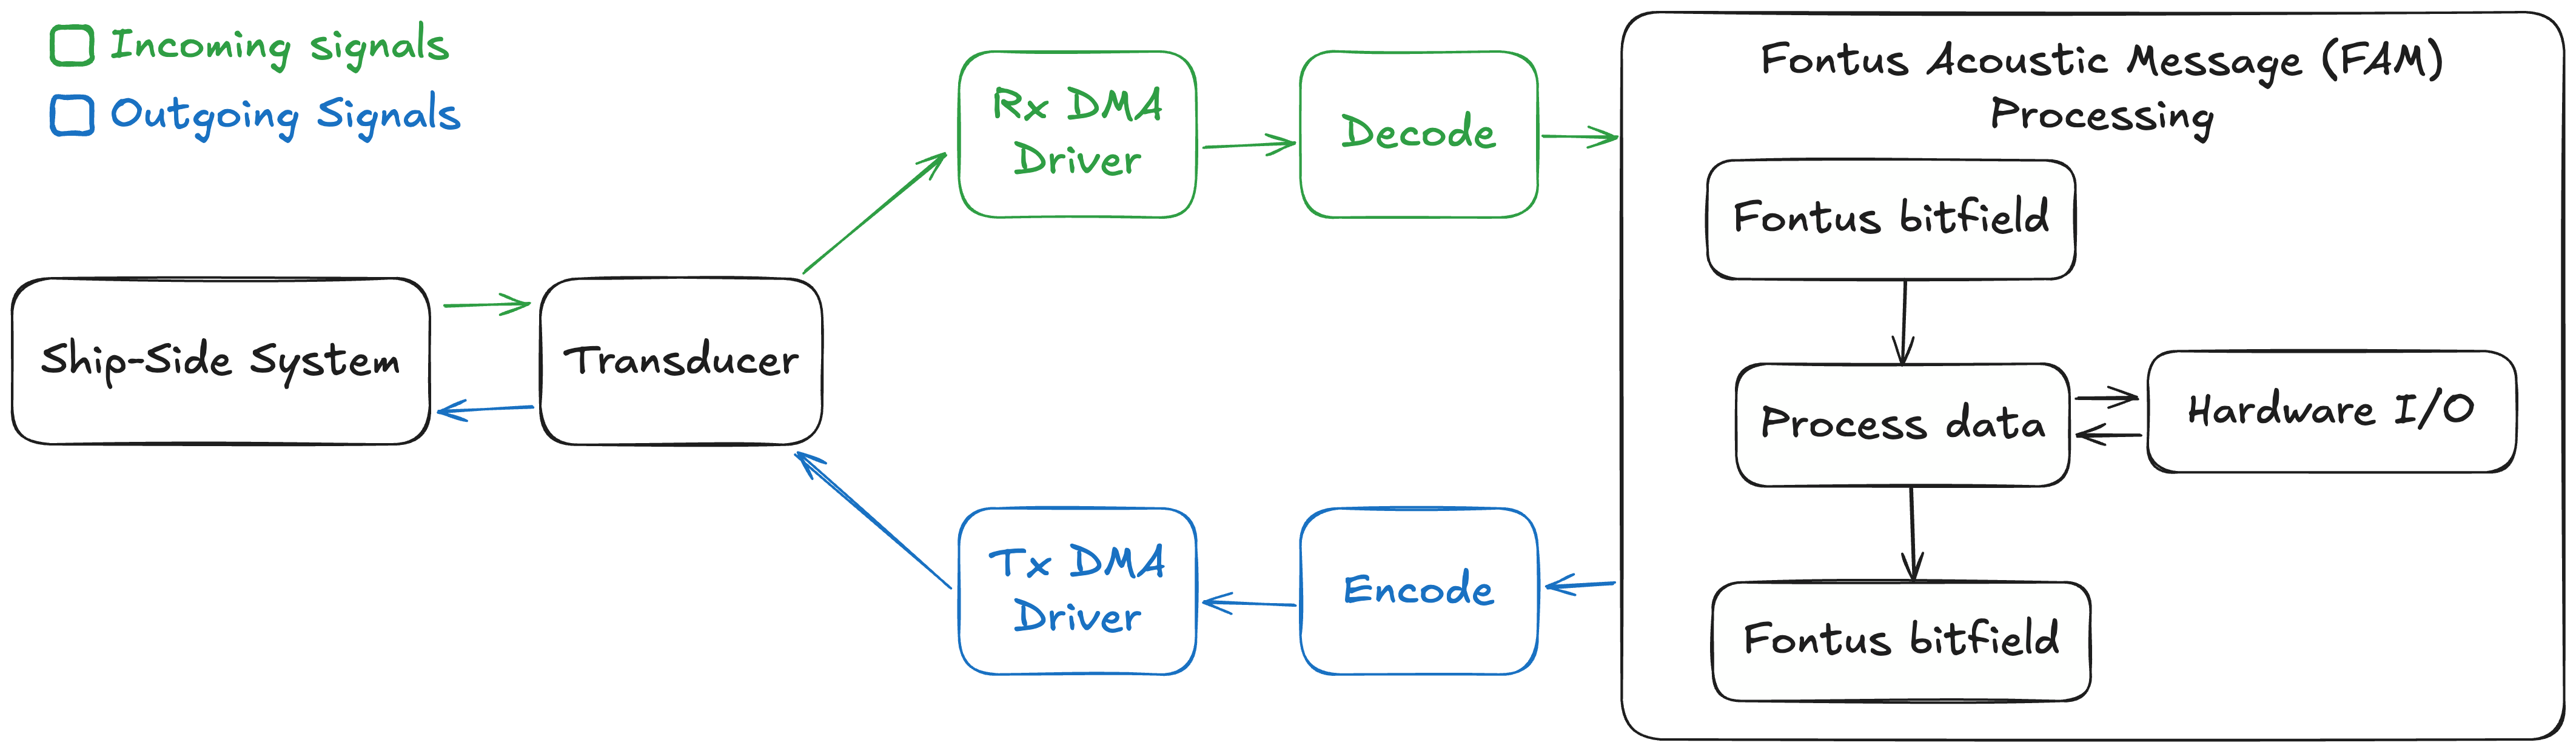 Incoming signals
Outgoing Signals
Ship-Side System
Transducer
Rx DMA
Driver
Decode
Tx DMA
Driver
Encode
Fontus Acoustic Message (FAM)
Processing
Fontus bitfield
Process data
Hardware I/O
Fontus bitfield